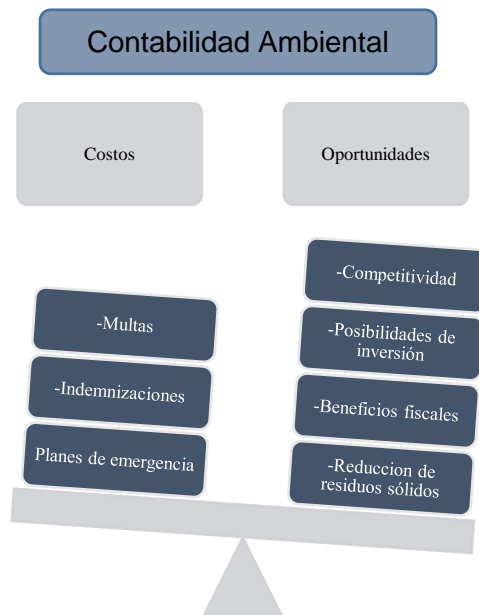 Contabilidad Ambiental
Costos
Oportunidades
-Multas
-Indemnizaciones
Planes de emergencia
-Competitividad
-Posibilidades de
inversión
-Beneficios fiscales
-Reduccion de
residuos sólidos